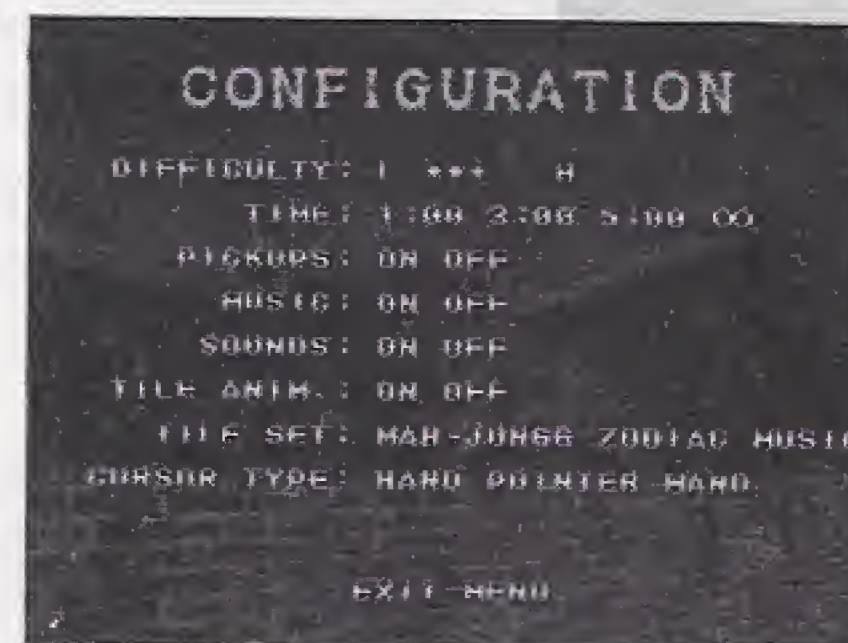 CONFIGURATION
DIFFICULTY: I *** H
TIME: 1:00 3:00 5:00 ∞
PICKUPS: ON OFF
MUSIC: ON OFF
SOUNDS: ON OFF
TILE ANIM.: ON OFF
TILE SET: MAH-JONGG ZODIAC MUSIC
CURSOR TYPE: HAND POINTER HAND
EXIT MENU